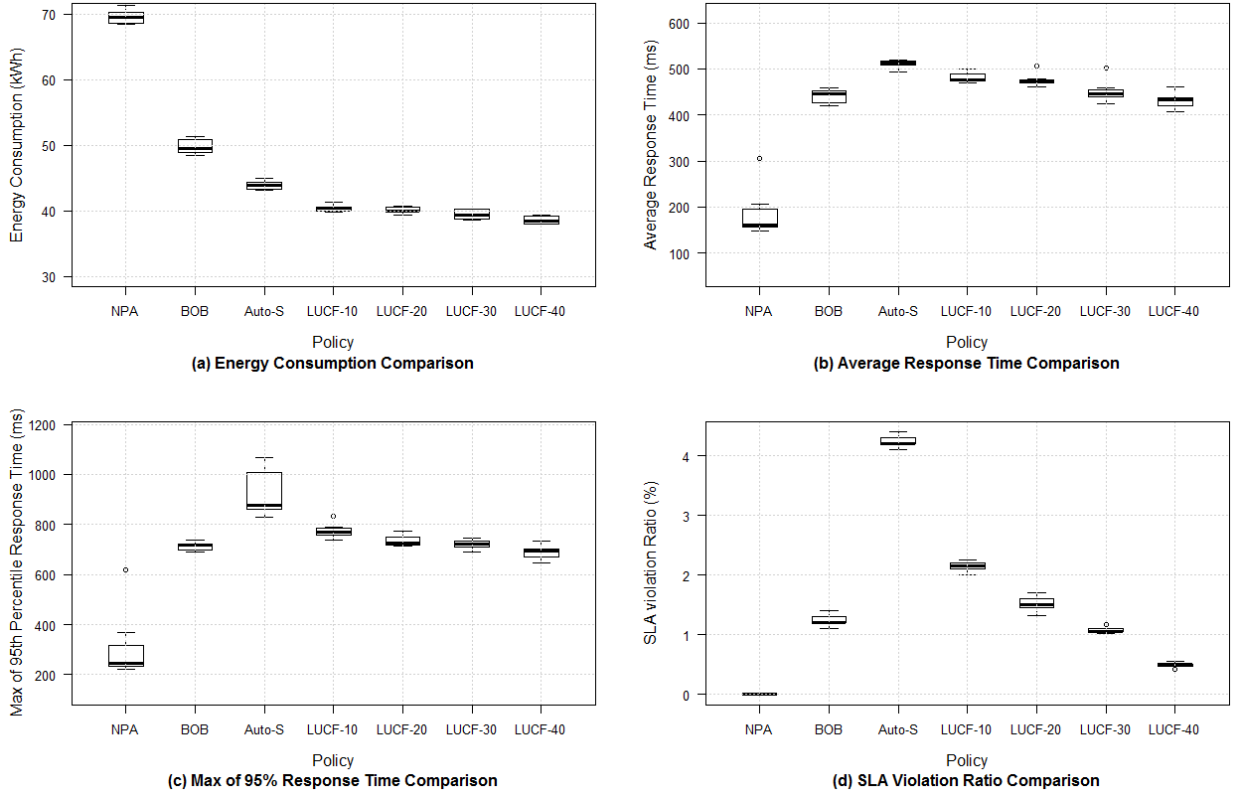 Energy Consumption (kWh)
70
60
50
40
30
NPA BOB Auto-S LUCF-10 LUCF-20 LUCF-30 LUCF-40
Policy
(a) Energy Consumption Comparison
Average Response Time (ms)
600
500
400
300
200
100
NPA BOB Auto-S LUCF-10 LUCF-20 LUCF-30 LUCF-40
Policy
(b) Average Response Time Comparison
Max of 95th Percentile Response Time (ms)
1200
1000
800
600
400
200
NPA BOB Auto-S LUCF-10 LUCF-20 LUCF-30 LUCF-40
Policy
(c) Max of 95% Response Time Comparison
SLA violation Ratio (%)
4
3
2
1
0
NPA BOB Auto-S LUCF-10 LUCF-20 LUCF-30 LUCF-40
Policy
(d) SLA Violation Ratio Comparison